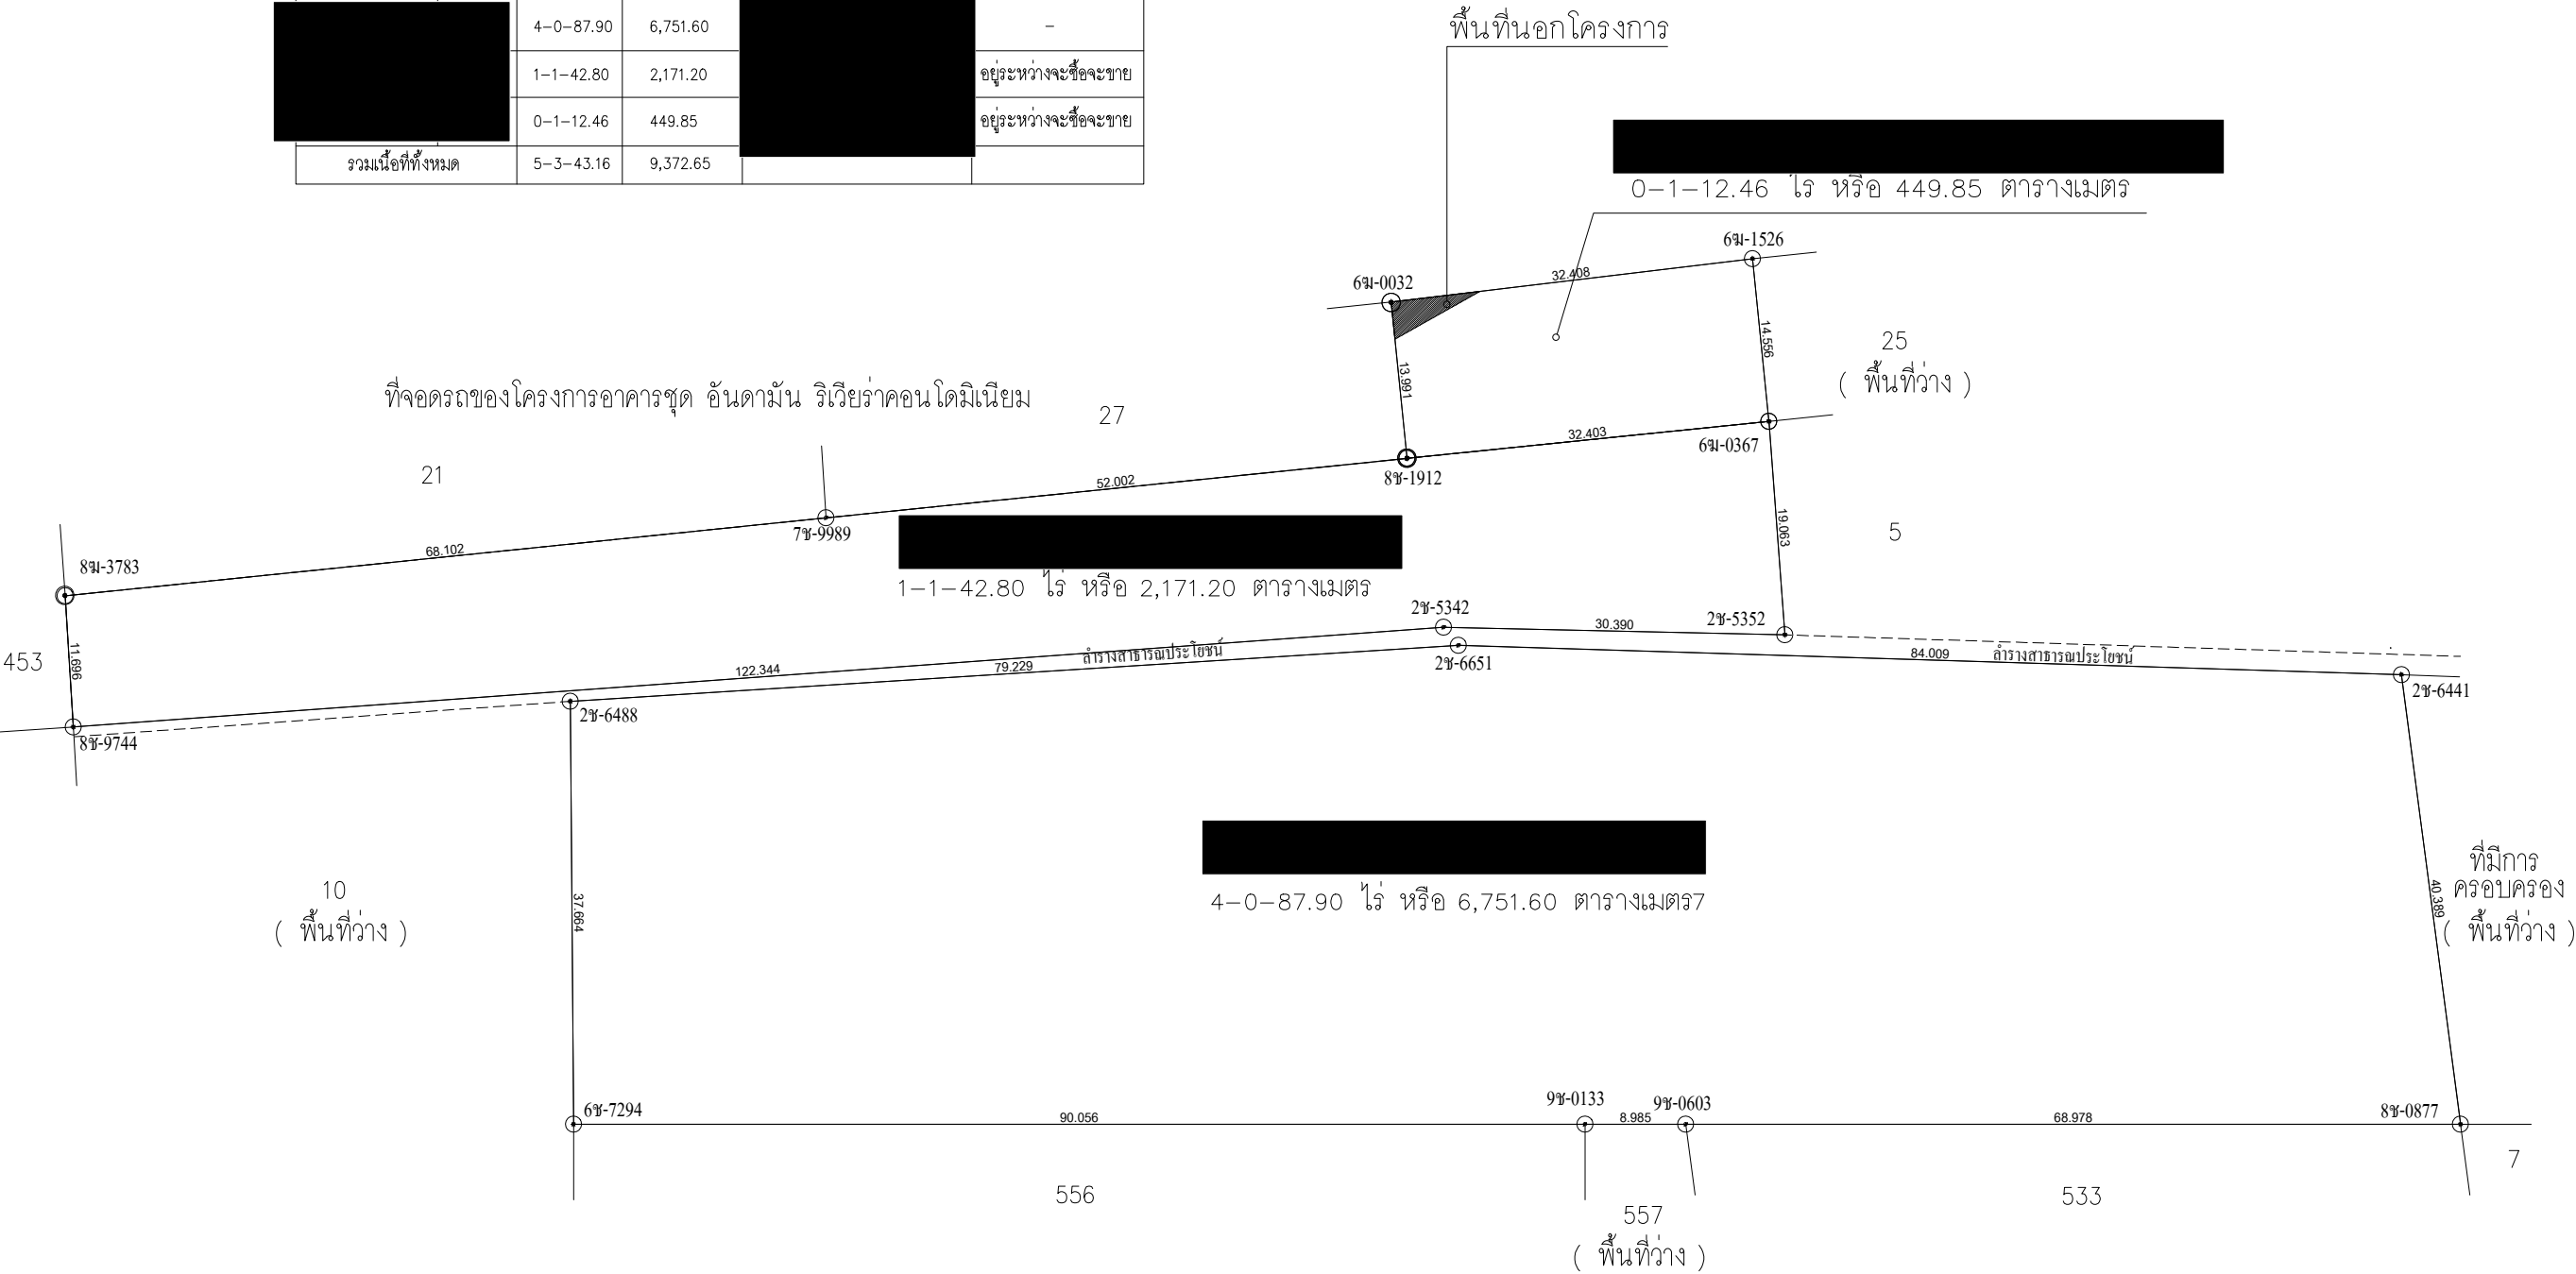 4-0-87.90 6,751.60 -
1-1-42.80 2,171.20 อยู่ระหว่างจะซื้อจะขาย
0-1-12.46 449.85 อยู่ระหว่างจะซื้อจะขาย
รวมเนื้อที่ทั้งหมด 5-3-43.16 9,372.65
พื้นที่นอกโครงการ
0-1-12.46 ไร่ หรือ 449.85 ตารางเมตร
6ฆ-1526
6ฆ-0032
32.408
14.556
13.991
25
( พื้นที่ว่าง )
ที่จอดรถของโครงการอาคารชุด อันดามัน ริเวียร่าคอนโดมิเนียม
27
21
32.403
6ฆ-0367
8ช-1912
52.002
7ช-9989
68.102
8ฆ-3783
19.063
5
1-1-42.80 ไร่ หรือ 2,171.20 ตารางเมตร
2ช-5342
30.390
2ช-5352
453
11.696
122.344
79.229
ลำรางสาธารณประโยชน์
2ช-6651
84.009
ลำรางสาธารณประโยชน์
2ช-6441
2ช-6488
8ช-9744
10
( พื้นที่ว่าง )
37.664
4-0-87.90 ไร่ หรือ 6,751.60 ตารางเมตร7
40.389
ที่มีการ
ครอบครอง
( พื้นที่ว่าง )
6ช-7294
90.056
9ช-0133
8.985
9ช-0603
68.978
8ช-0877
7
556
557
( พื้นที่ว่าง )
533